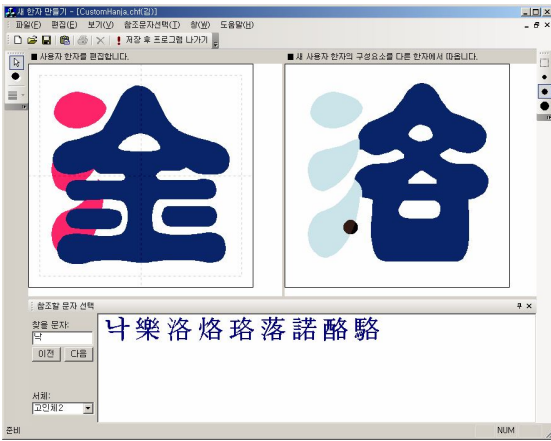 새 한자 만들기 - [CustomHanja.chf(김)]
파일(F) 편집(E) 보기(V) 참조문자선택(T) 창(W) 도움말(H)
저장 후 프로그램 나가기
■ 사용자 한자를 편집합니다.
■ 새 사용자 한자의 구성요소를 다른 한자에서 따옵니다.
金
洛
참조할 문자 선택
찾을 문자:
낙
이전 다음
낙 樂 洛 烙 珞 落 諾 酪 駱
서체:
고인체2
준비
NUM